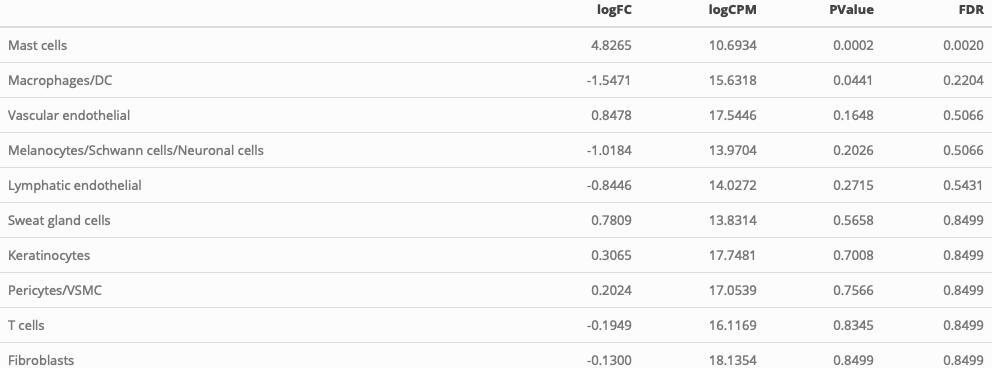 logFC logCPM PValue FDR
Mast cells 4.8265 10.6934 0.0002 0.0020
Macrophages/DC -1.5471 15.6318 0.0441 0.2204
Vascular endothelial 0.8478 17.5446 0.1648 0.5066
Melanocytes/Schwann cells/Neuronal cells -1.0184 13.9704 0.2026 0.5066
Lymphatic endothelial -0.8446 14.0272 0.2715 0.5431
Sweat gland cells 0.7809 13.8314 0.5658 0.8499
Keratinocytes 0.3065 17.7481 0.7008 0.8499
Pericytes/VSMC 0.2024 17.0539 0.7566 0.8499
T cells -0.1949 16.1169 0.8345 0.8499
Fibroblasts -0.1300 18.1354 0.8499 0.8499